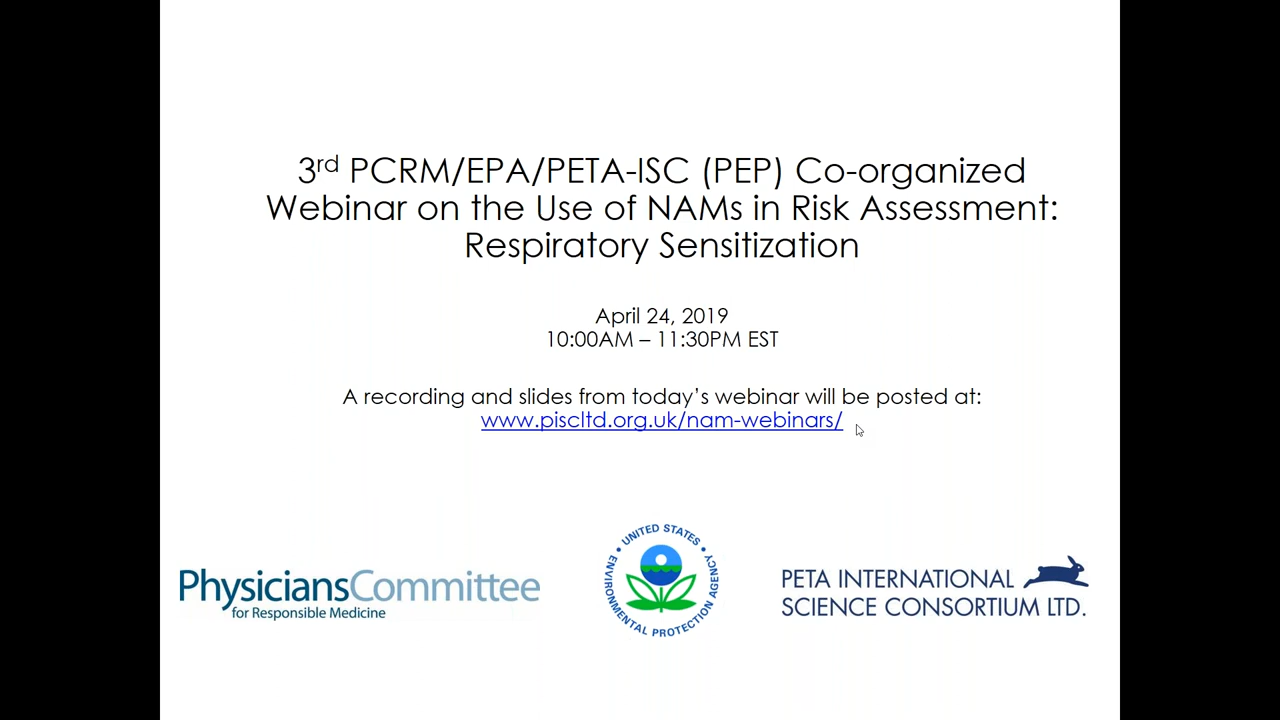 3rd PCRM/EPA/PETA-ISC (PEP) Co-organized
Webinar on the Use of NAMs in Risk Assessment:
Respiratory Sensitization
April 24, 2019
10:00AM – 11:30PM EST
A recording and slides from today's webinar will be posted at:
www.piscltd.org.uk/nam-webinars/
PhysiciansCommittee
for Responsible Medicine
UNITED STATES
ENVIRONMENTAL PROTECTION AGENCY
PETA INTERNATIONAL
SCIENCE CONSORTIUM LTD.